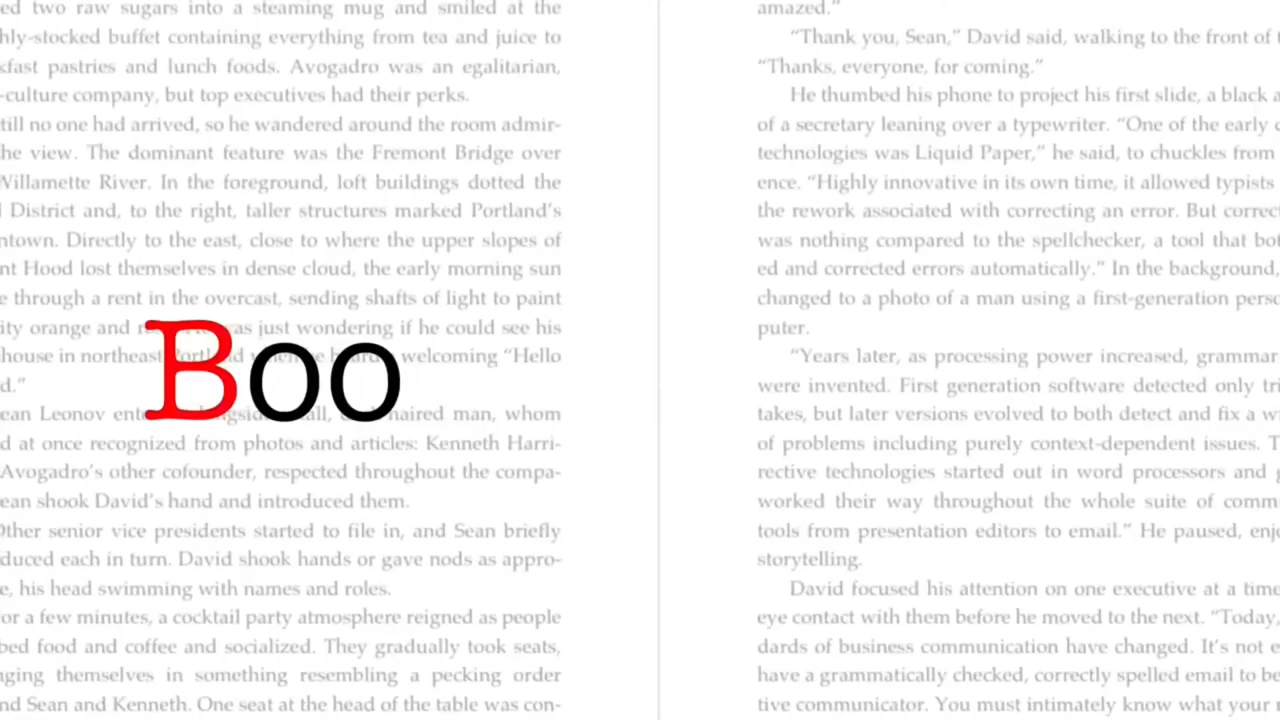 ed two raw sugars into a steaming mug and smiled at the
hly-stocked buffet containing everything from tea and juice to
kfast pastries and lunch foods. Avogadro was an egalitarian,
-culture company, but top executives had their perks.
till no one had arrived, so he wandered around the room admir-
he view. The dominant feature was the Fremont Bridge over
Willamette River. In the foreground, loft buildings dotted the
l District and, to the right, taller structures marked Portland's
ntown. Directly to the east, close to where the upper slopes of
nt Hood lost themselves in dense cloud, the early morning sun
e through a rent in the overcast, sending shafts of light to paint
ity orange and just wondering if he could see his
house in northeast Portland welcoming “Hello
d.”
Boo
ean Leonov haired man, whom
d at once recognized from photos and articles: Kenneth Harri-
Avogadro's other cofounder, respected throughout the compa-
ean shook David's hand and introduced them.
Other senior vice presidents started to file in, and Sean briefly
duced each in turn. David shook hands or gave nods as appro-
e, his head swimming with names and roles.
or a few minutes, a cocktail party atmosphere reigned as people
bed food and coffee and socialized. They gradually took seats,
nging themselves in something resembling a pecking order
nd Sean and Kenneth. One seat at the head of the table was con-
amazed.”
“Thank you, Sean,” David said, walking to the front of t
“Thanks, everyone, for coming.”
He thumbed his phone to project his first slide, a black a
of a secretary leaning over a typewriter. “One of the early c
technologies was Liquid Paper,” he said, to chuckles from
ence. “Highly innovative in its own time, it allowed typists
the rework associated with correcting an error. But correct
was nothing compared to the spellchecker, a tool that bot
ed and corrected errors automatically.” In the background,
changed to a photo of a man using a first-generation perso
puter.
“Years later, as processing power increased, grammar
were invented. First generation software detected only tri
takes, but later versions evolved to both detect and fix a wi
of problems including purely context-dependent issues. T
rective technologies started out in word processors and g
worked their way throughout the whole suite of comm
tools from presentation editors to email.” He paused, enjo
storytelling.
David focused his attention on one executive at a time
eye contact with them before he moved to the next. “Today,
dards of business communication have changed. It's not e
have a grammatically checked, correctly spelled email to be
tive communicator. You must intimately know what your r